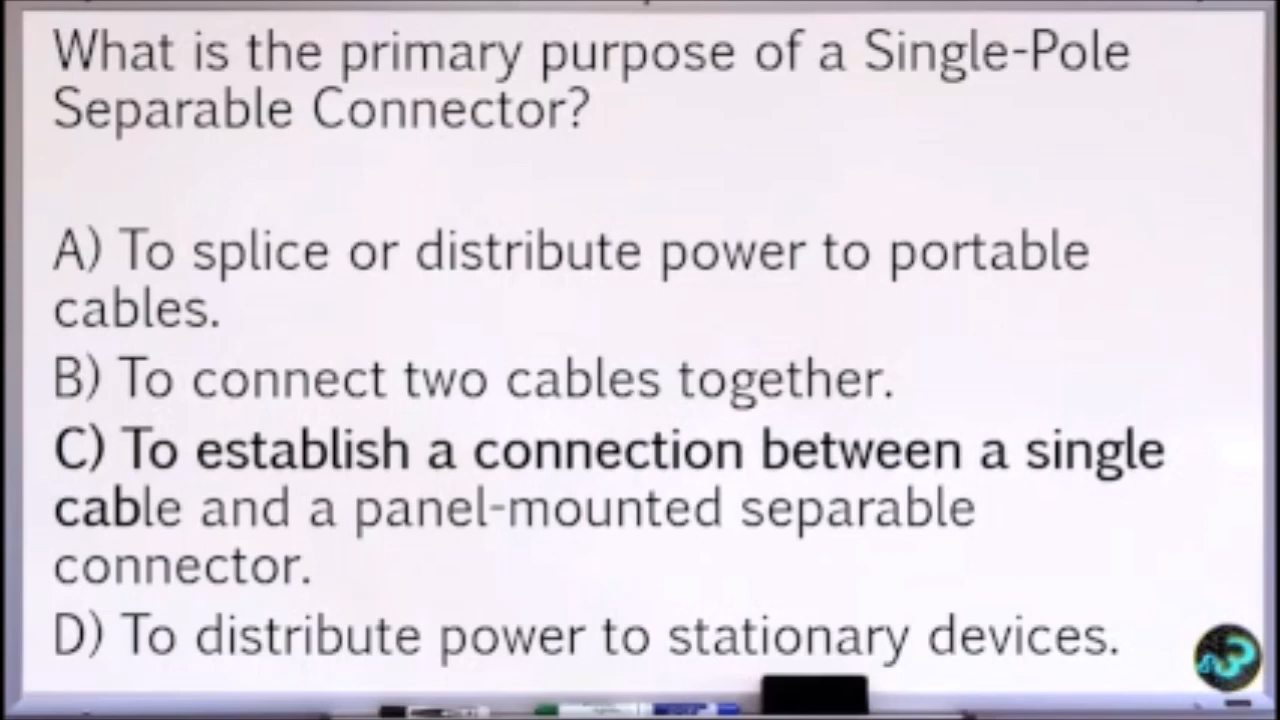 What is the primary purpose of a Single-Pole
Separable Connector?
A) To splice or distribute power to portable
cables.
B) To connect two cables together.
C) To establish a connection between a single
cable and a panel-mounted separable
connector.
D) To distribute power to stationary devices.